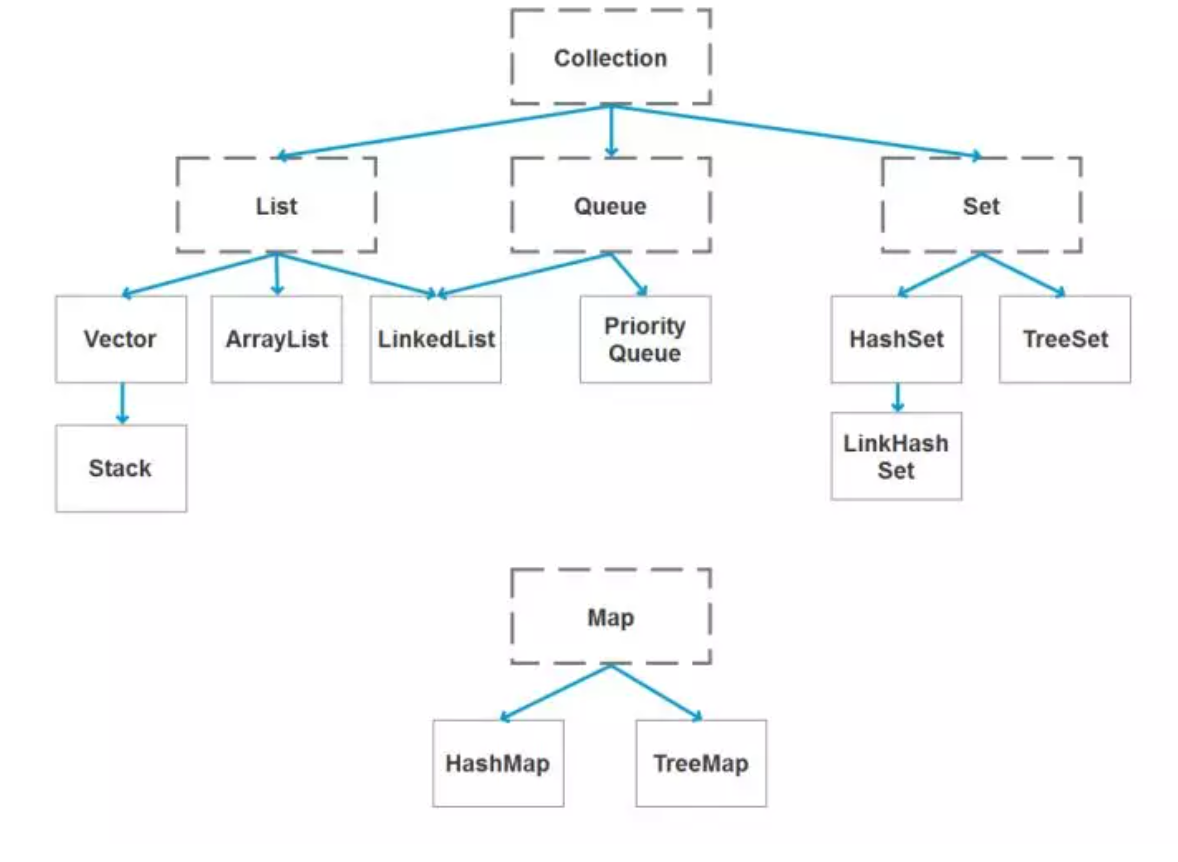 Collection
List
Queue
Set
Vector
ArrayList
LinkedList
Priority
Queue
HashSet
TreeSet
Stack
LinkHash
Set
Map
HashMap
TreeMap